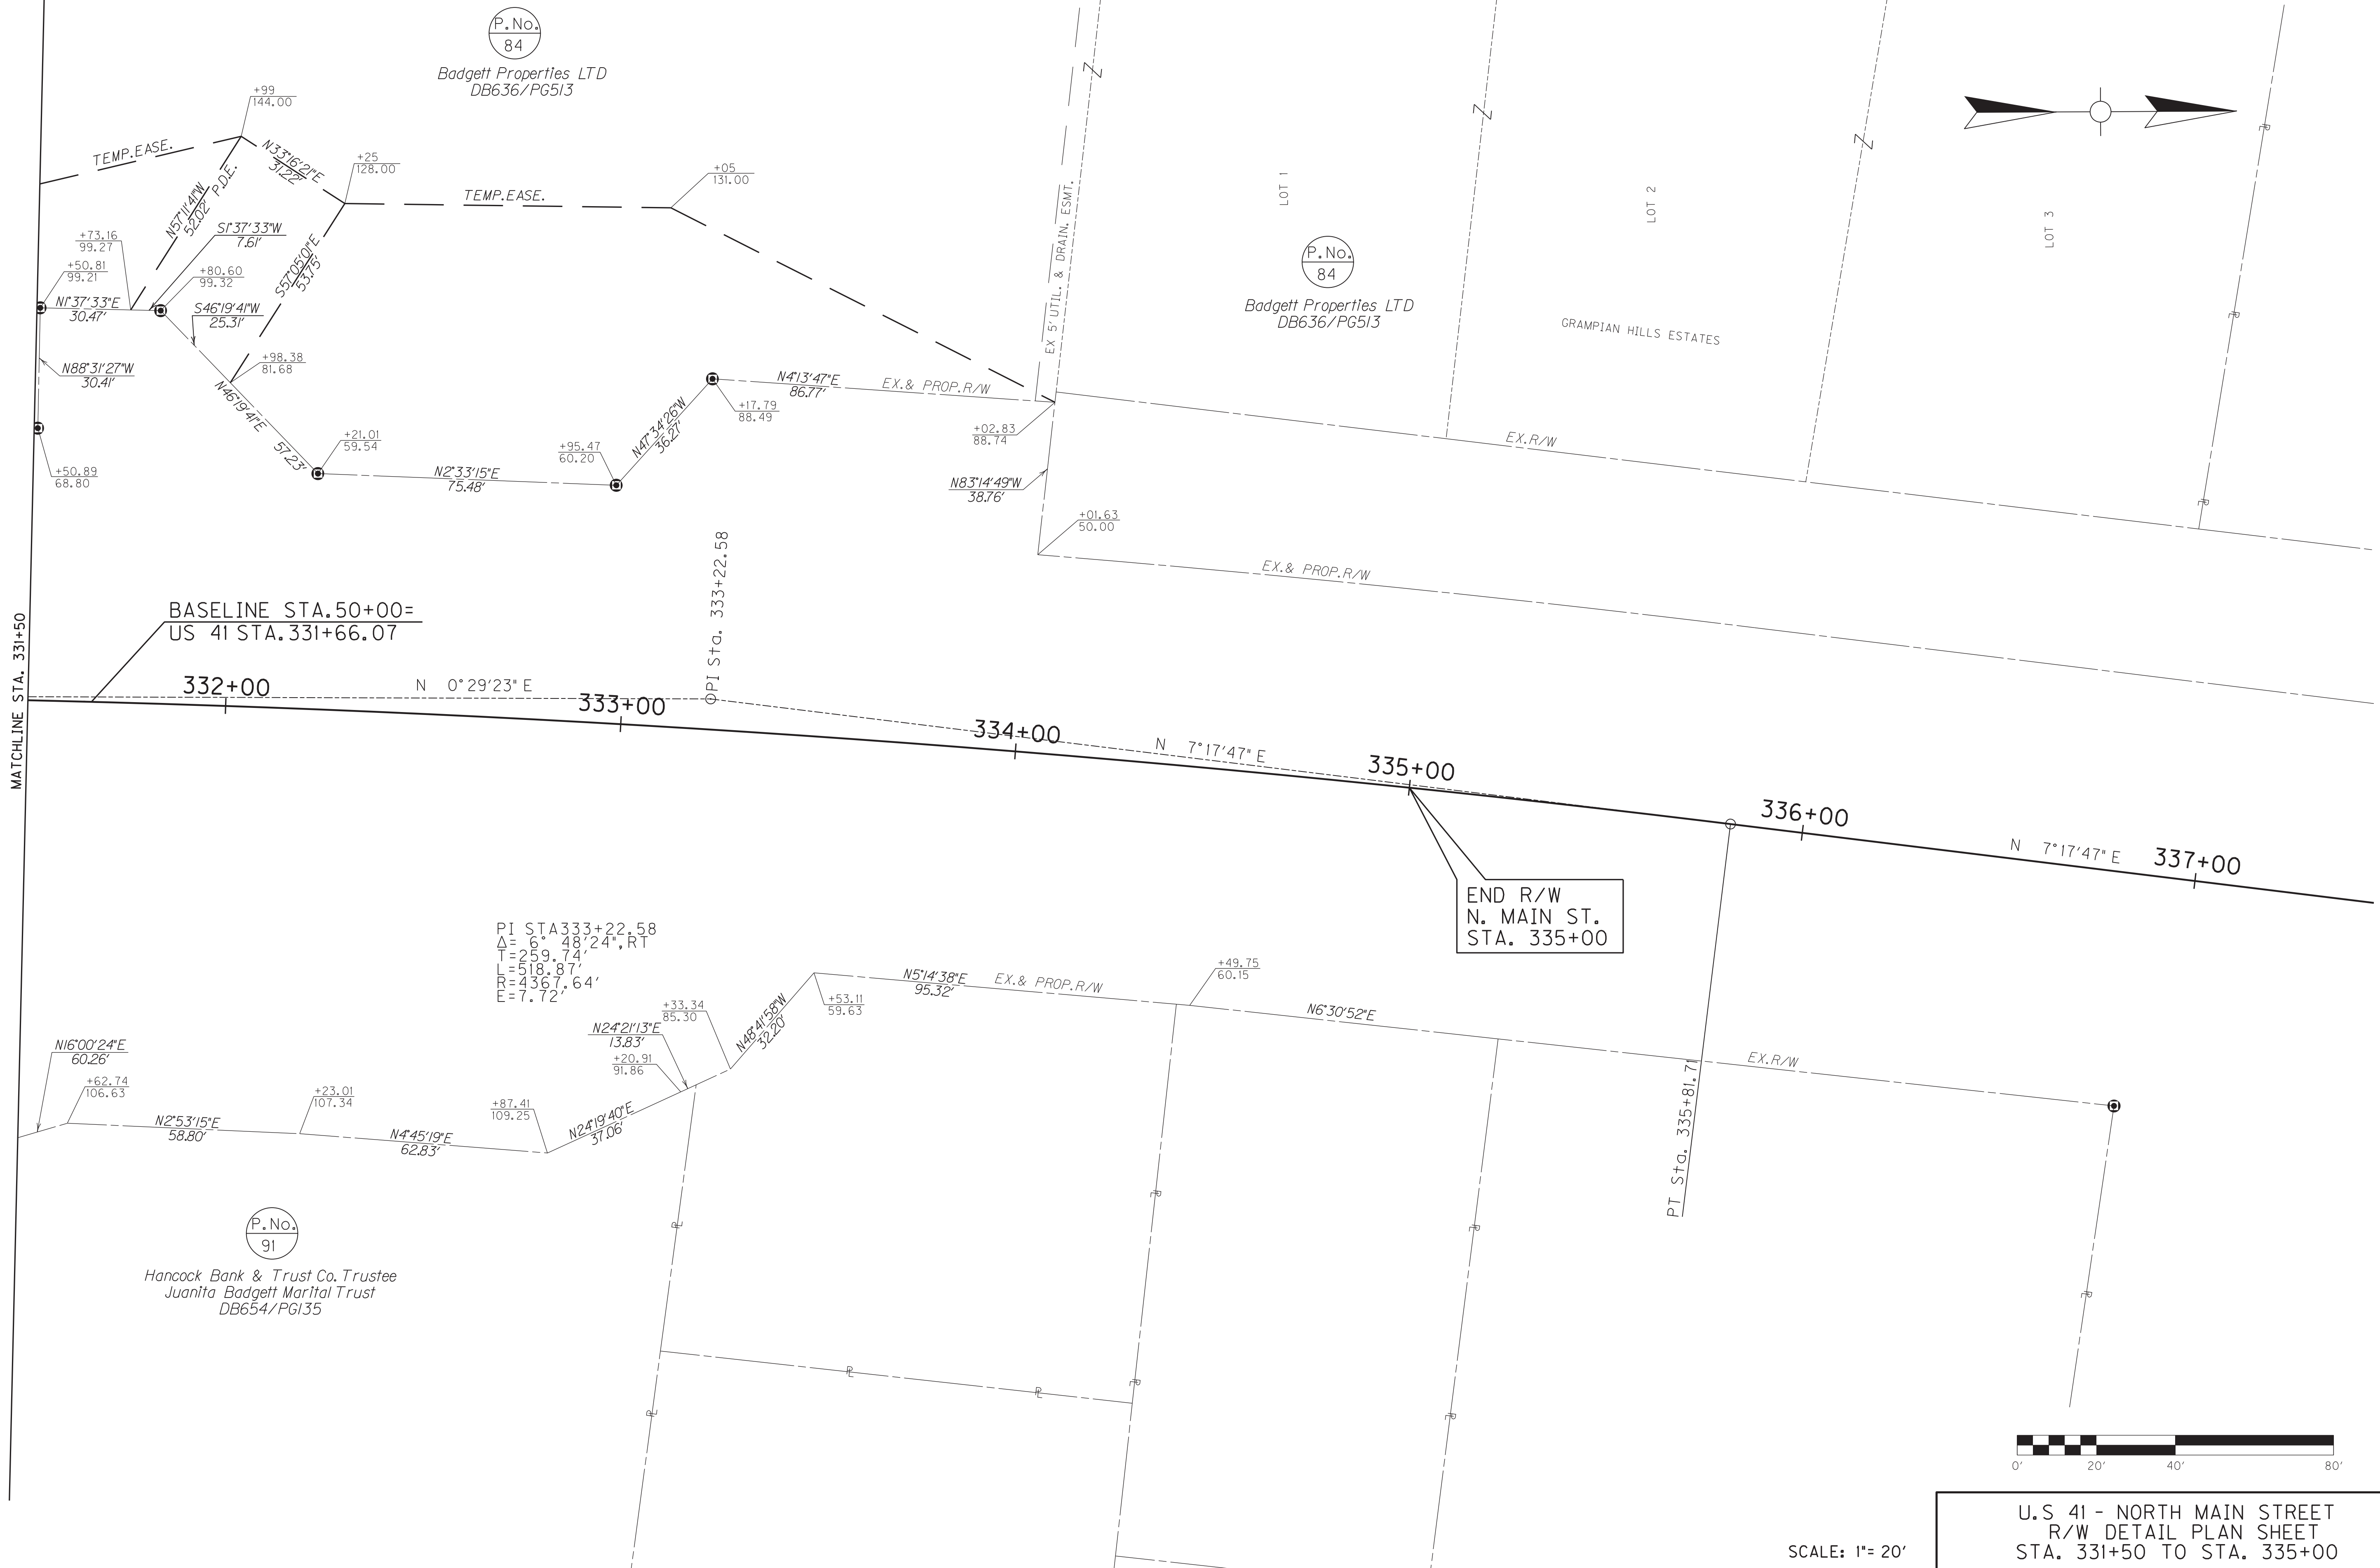 P.No.
84
Badgett Properties LTD
DB636/PG513
+99
144.00
TEMP.EASE.
N33°16'21"E
31.22'
+25
128.00
N57°11'41"W
52.02'
P.D.E.
TEMP.EASE.
+05
131.00
+73.16
99.27
S1°37'33"W
7.61'
+50.81
99.21
+80.60
99.32
S57°05'01"E
53.75'
N1°37'33"E
30.47'
S46°19'41"W
25.31'
N88°31'27"W
30.41'
+98.38
81.68
N46°19'41"E
57.23'
+50.89
68.80
+21.01
59.54
N2°33'15"E
75.48'
+95.47
60.20
N47°34'26"W
36.27'
+17.79
88.49
N4°13'47"E
86.77'
EX.& PROP.R/W
+02.83
88.74
N83°14'49"W
38.76'
+01.63
50.00
EX 5' UTIL. & DRAIN. ESMT.
Z
Z
Z
LOT 1
LOT 2
LOT 3
P.No.
84
Badgett Properties LTD
DB636/PG513
GRAMPIAN HILLS ESTATES
EX.R/W
EX.& PROP.R/W
PL
PL
PL
MATCHLINE STA. 331+50
BASELINE STA.50+00=
US 41 STA.331+66.07
PI Sta. 333+22.58
332+00
N 0°29'23" E
333+00
334+00
N 7°17'47" E
335+00
336+00
N 7°17'47" E
337+00
END R/W
N. MAIN ST.
STA. 335+00
PI STA333+22.58
Δ= 6° 48'24",RT
T=259.74'
L=518.87'
R=4367.64'
E=7.72'
+33.34
85.30
N24°21'13"E
13.83'
+20.91
91.86
N48°41'58"W
32.20'
+53.11
59.63
N5°14'38"E
95.32'
EX.& PROP.R/W
+49.75
60.15
N6°30'52"E
EX.R/W
PT Sta. 335+81.71
N16°00'24"E
60.26'
+62.74
106.63
N2°53'15"E
58.80'
+23.01
107.34
N4°45'19"E
62.83'
+87.41
109.25
N24°19'40"E
37.06'
P.No.
91
Hancock Bank & Trust Co. Trustee
Juanita Badgett Marital Trust
DB654/PG135
PL
PL
PL
PL
PL
PL
PL
PL
PL
0'
20'
40'
80'
SCALE: 1"= 20'
U.S 41 - NORTH MAIN STREET
R/W DETAIL PLAN SHEET
STA. 331+50 TO STA. 335+00